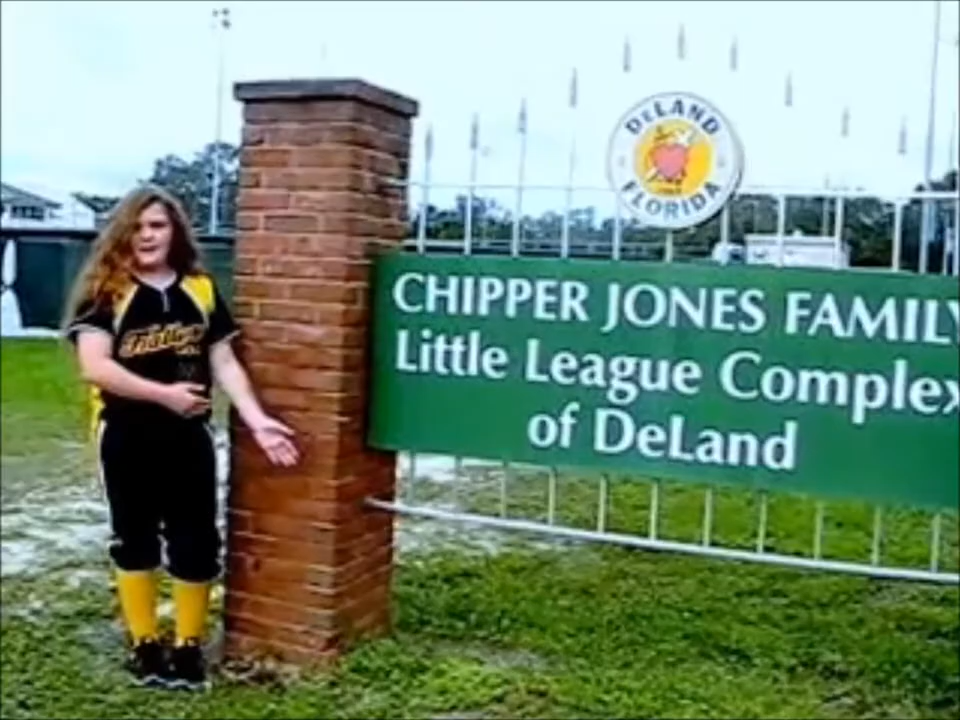 DeLAND
FLORIDA
CHIPPER JONES FAMILY
Little League Complex
of DeLand